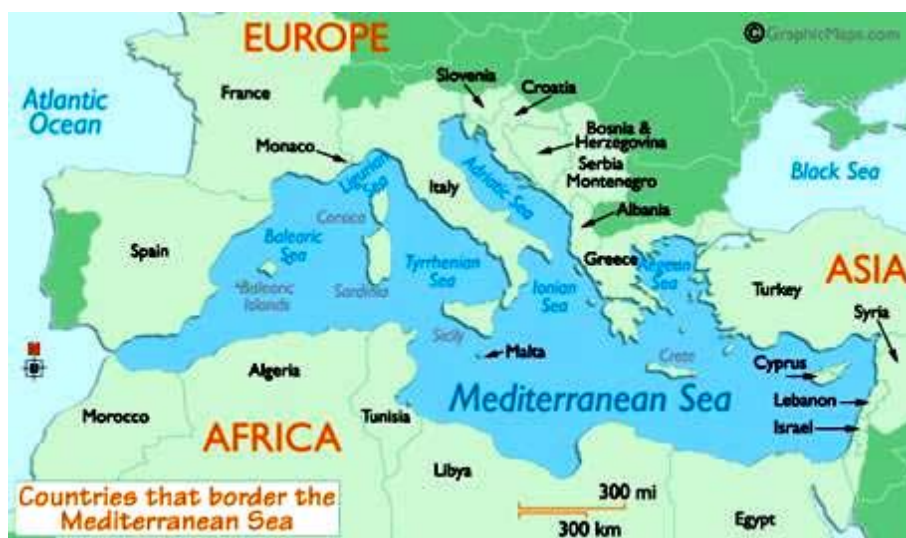 EUROPE
© GraphicMaps.com
Slovenia
Croatia
France
Atlantic
Ocean
Bosnia &
Herzegovina
Monaco
Ligurian
Sea
Serbia
Montenegro
Black Sea
Italy
Adriatic Sea
Corsica
Albania
Spain
Balearic
Sea
Tyrrhenian
Sea
Greece
Aegean
Sea
ASIA
Turkey
*Balearic
Islands
Sardinia
Ionian
Sea
Syria
Sicily
Malta
Crete
Cyprus
N
Algeria
Mediterranean Sea
Lebanon
Morocco
Tunisia
Israel
AFRICA
Libya
Egypt
300 mi
300 km
Countries that border the
Mediterranean Sea